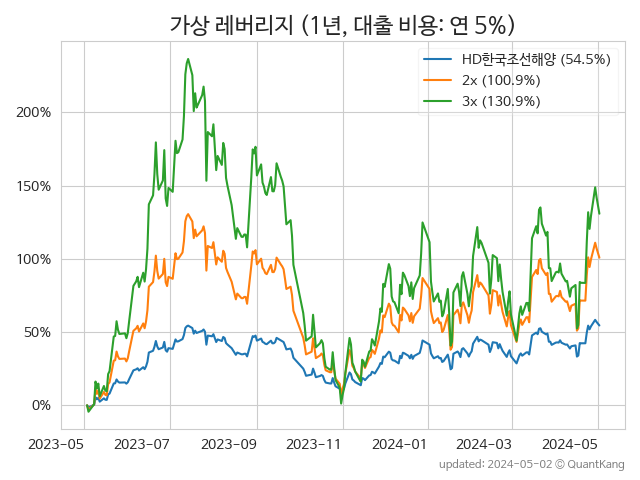 가상 레버리지 (1년, 대출 비용: 연 5%)
HD한국조선해양 (54.5%)
2x (100.9%)
3x (130.9%)
200%
150%
100%
50%
0%
2023-05 2023-07 2023-09 2023-11 2024-01 2024-03 2024-05
updated: 2024-05-02 © QuantKang